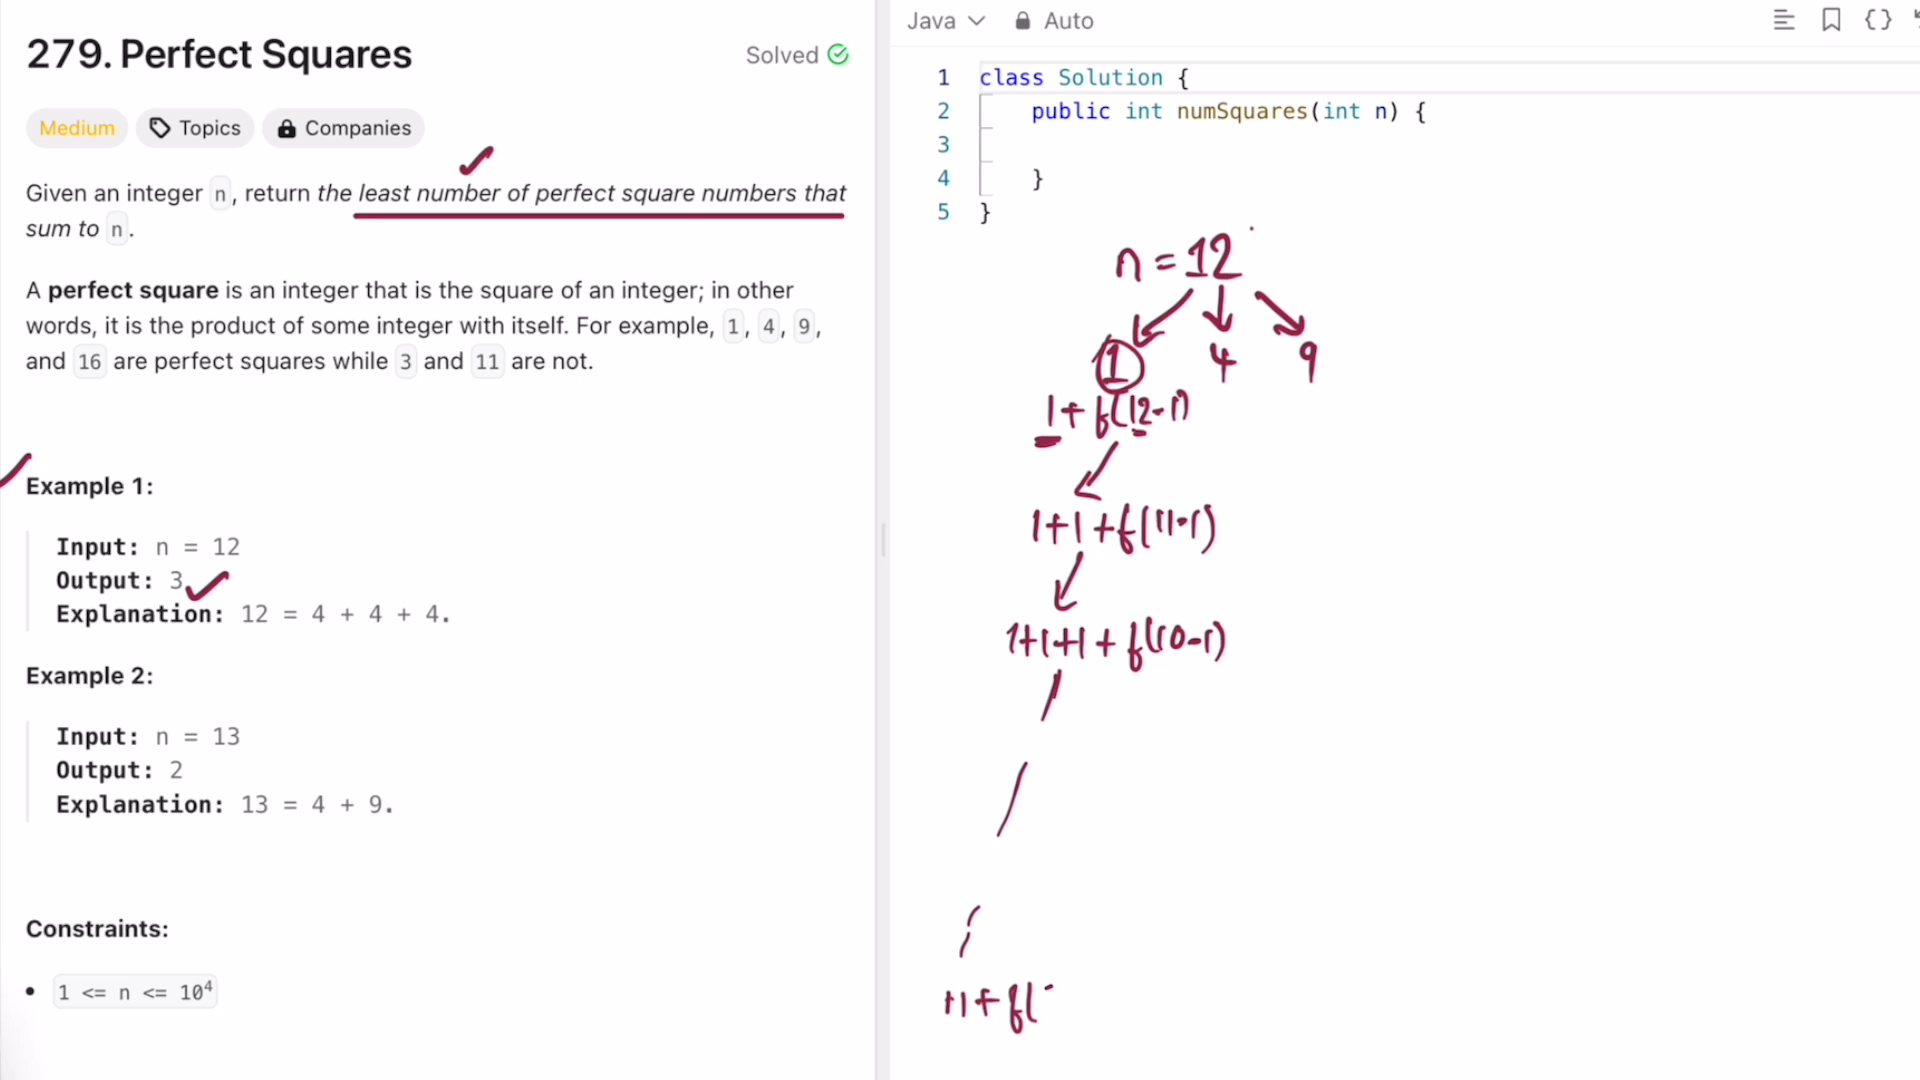 279. Perfect Squares
Solved
Medium
Topics
Companies
Given an integer n, return the least number of perfect square numbers that
sum to n.
A perfect square is an integer that is the square of an integer; in other
words, it is the product of some integer with itself. For example, 1, 4, 9,
and 16 are perfect squares while 3 and 11 are not.
Example 1:
Input: n = 12
Output: 3
Explanation: 12 = 4 + 4 + 4.
Example 2:
Input: n = 13
Output: 2
Explanation: 13 = 4 + 9.
Constraints:
• 1 <= n <= 10⁴
Java
Auto
1 class Solution {
2 public int numSquares(int n) {
3
4 }
5 }
n = 12
1 4 9
1 + f(12-1)
1+1+f(11-1)
1+1+1+f(10-1)
+1+f(